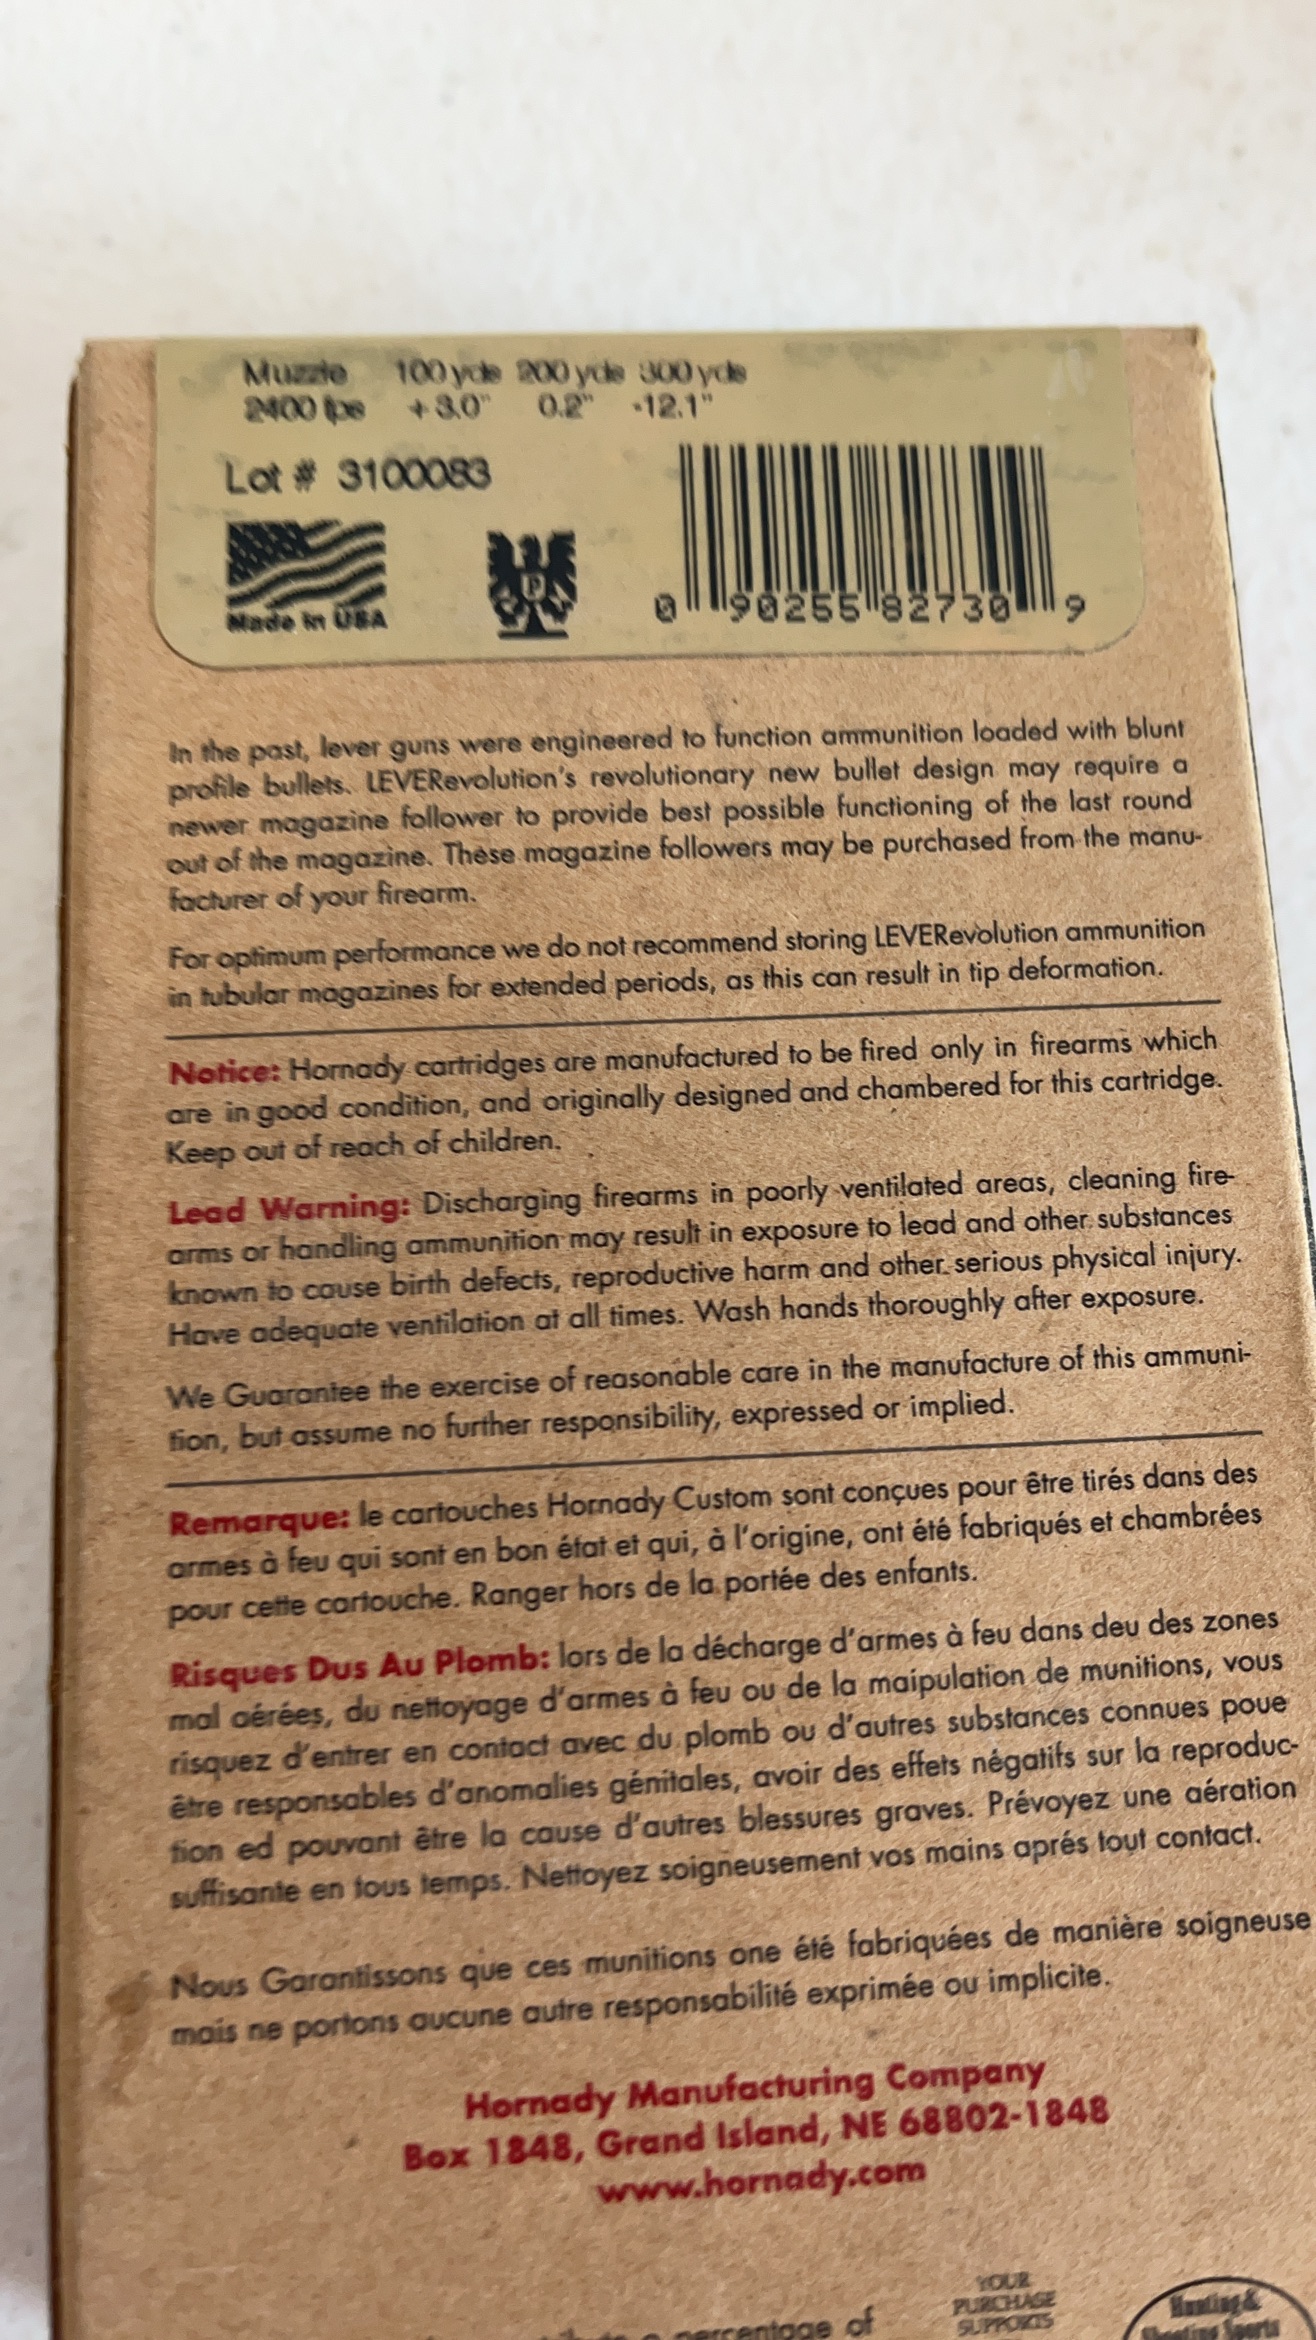 Muzzle 100 yds 200 yds 300 yds
2400 fps +3.0" 0.2" -12.1"
Lot # 3100083
Made in USA
P
0 90255 82730 9
In the past, lever guns were engineered to function ammunition loaded with blunt
profile bullets. LEVERevolution's revolutionary new bullet design may require a
newer magazine follower to provide best possible functioning of the last round
out of the magazine. These magazine followers may be purchased from the manu-
facturer of your firearm.
For optimum performance we do not recommend storing LEVERevolution ammunition
in tubular magazines for extended periods, as this can result in tip deformation.
Notice: Hornady cartridges are manufactured to be fired only in firearms which
are in good condition, and originally designed and chambered for this cartridge.
Keep out of reach of children.
Lead Warning: Discharging firearms in poorly ventilated areas, cleaning fire-
arms or handling ammunition may result in exposure to lead and other substances
known to cause birth defects, reproductive harm and other serious physical injury.
Have adequate ventilation at all times. Wash hands thoroughly after exposure.
We Guarantee the exercise of reasonable care in the manufacture of this ammuni-
tion, but assume no further responsibility, expressed or implied.
Remarque: le cartouches Hornady Custom sont conçues pour être tirés dans des
armes à feu qui sont en bon état et qui, à l'origine, ont été fabriqués et chambrées
pour cette cartouche. Ranger hors de la portée des enfants.
Risques Dus Au Plomb: lors de la décharge d'armes à feu dans deu des zones
mal aérées, du nettoyage d'armes à feu ou de la maipulation de munitions, vous
risquez d'entrer en contact avec du plomb ou d'autres substances connues poue
être responsables d'anomalies génitales, avoir des effets négatifs sur la reproduc-
tion ed pouvant être la cause d'autres blessures graves. Prévoyez une aération
suffisante en tous temps. Nettoyez soigneusement vos mains aprés tout contact.
Nous Garantissons que ces munitions one été fabriquées de manière soigneuse
mais ne portons aucune autre responsabilité exprimée ou implicite.
Hornady Manufacturing Company
Box 1848, Grand Island, NE 68802-1848
www.hornady.com
YOUR
PURCHASE
SUPPORTS
Hunting &
Shooting Sports
a percentage of